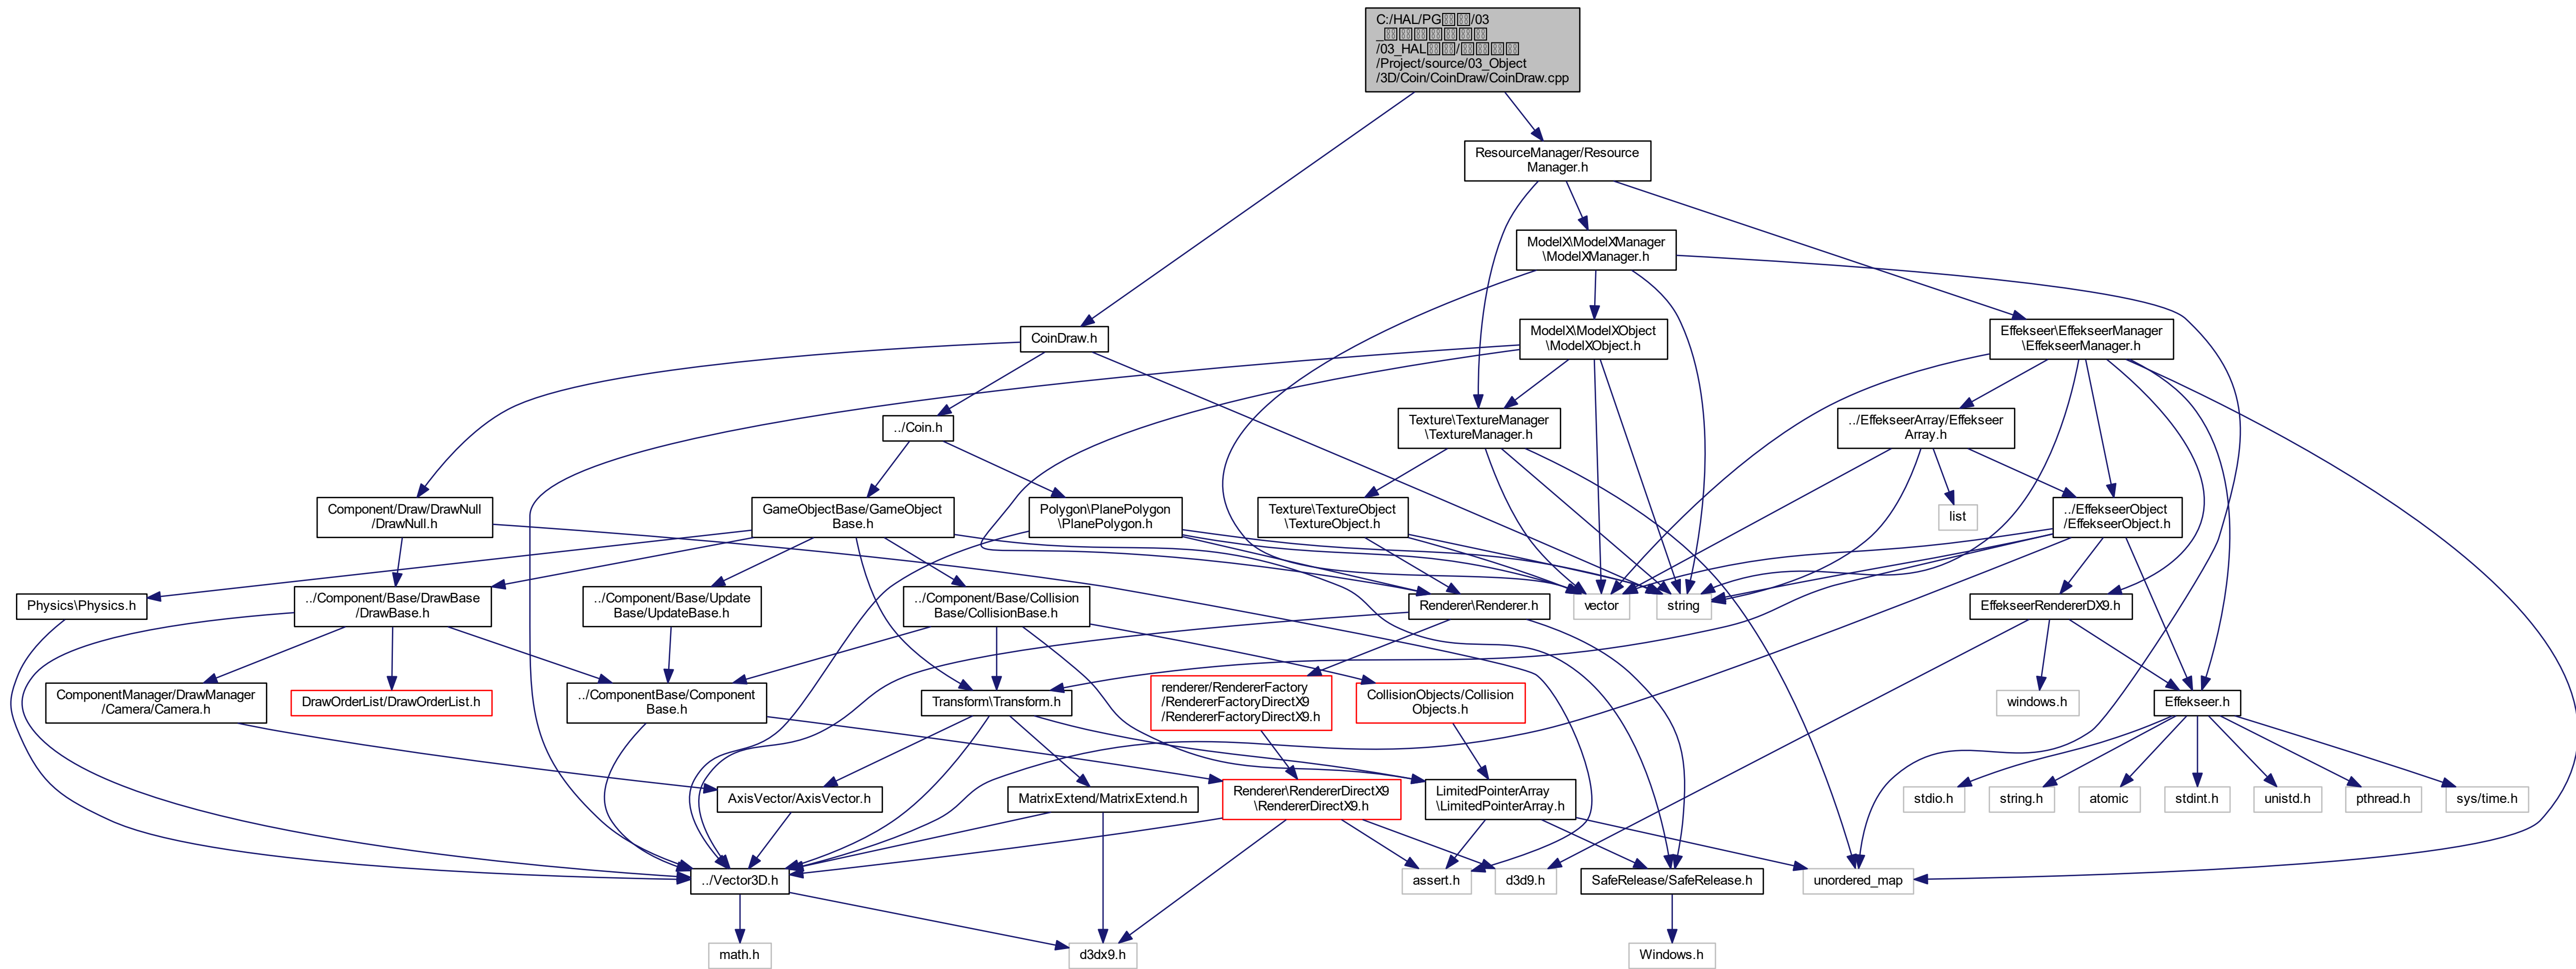 C:/HAL/PG/03
_
/03_HAL/
/Project/source/03_Object
/3D/Coin/CoinDraw/CoinDraw.cpp
ResourceManager/Resource
Manager.h
ModelX\ModelXManager
\ModelXManager.h
CoinDraw.h
ModelX\ModelXObject
\ModelXObject.h
Effekseer\EffekseerManager
\EffekseerManager.h
../Coin.h
Texture\TextureManager
\TextureManager.h
../EffekseerArray/Effekseer
Array.h
Component/Draw/DrawNull
/DrawNull.h
GameObjectBase/GameObject
Base.h
Polygon\PlanePolygon
\PlanePolygon.h
Texture\TextureObject
\TextureObject.h
list
../EffekseerObject
/EffekseerObject.h
Physics\Physics.h
../Component/Base/DrawBase
/DrawBase.h
../Component/Base/Update
Base/UpdateBase.h
../Component/Base/Collision
Base/CollisionBase.h
Renderer\Renderer.h
vector
string
EffekseerRendererDX9.h
ComponentManager/DrawManager
/Camera/Camera.h
DrawOrderList/DrawOrderList.h
../ComponentBase/Component
Base.h
Transform\Transform.h
renderer/RendererFactory
/RendererFactoryDirectX9
/RendererFactoryDirectX9.h
CollisionObjects/Collision
Objects.h
windows.h
Effekseer.h
AxisVector/AxisVector.h
MatrixExtend/MatrixExtend.h
Renderer\RendererDirectX9
\RendererDirectX9.h
LimitedPointerArray
\LimitedPointerArray.h
stdio.h
string.h
atomic
stdint.h
unistd.h
pthread.h
sys/time.h
../Vector3D.h
assert.h
d3d9.h
SafeRelease/SafeRelease.h
unordered_map
math.h
d3dx9.h
Windows.h